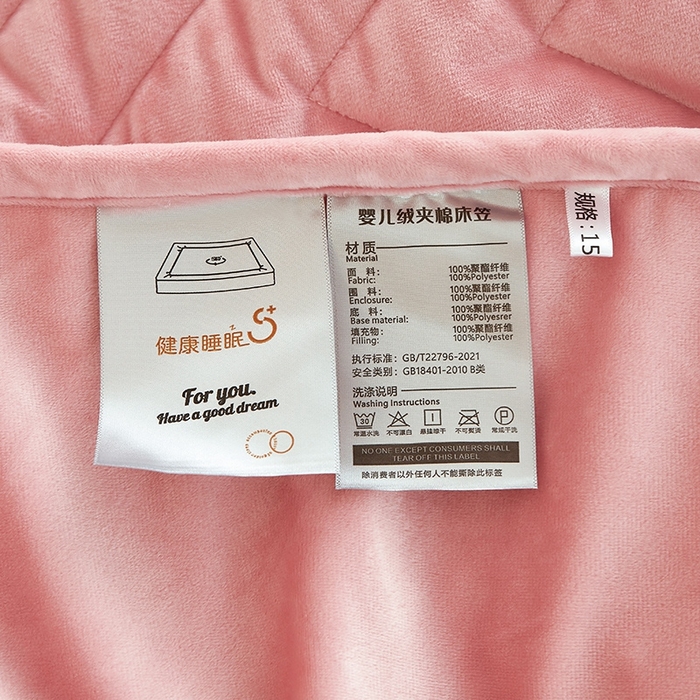 健康睡眠S+
For you.
Have a good dream
婴儿绒夹棉床笠
材质
Material
面 料: 100%聚酯纤维
Fabric: 100%Polyester
围 料: 100%聚酯纤维
Enclosure: 100%Polyester
底 料: 100%聚酯纤维
Base material: 100%Polyesrer
填充物: 100%聚酯纤维
Filling: 100%Polyester
执行标准: GB/T22796-2021
安全类别: GB18401-2010 B类
洗涤说明
Washing Instructions
30
P
常温水洗 不可漂白 悬挂晾干 不可熨烫 常规干洗
NO ONE EXCEPT CONSUMERS SHALL
TEAR OFF THIS LABEL
除消费者以外任何人不能撕除此标签
规格: 15